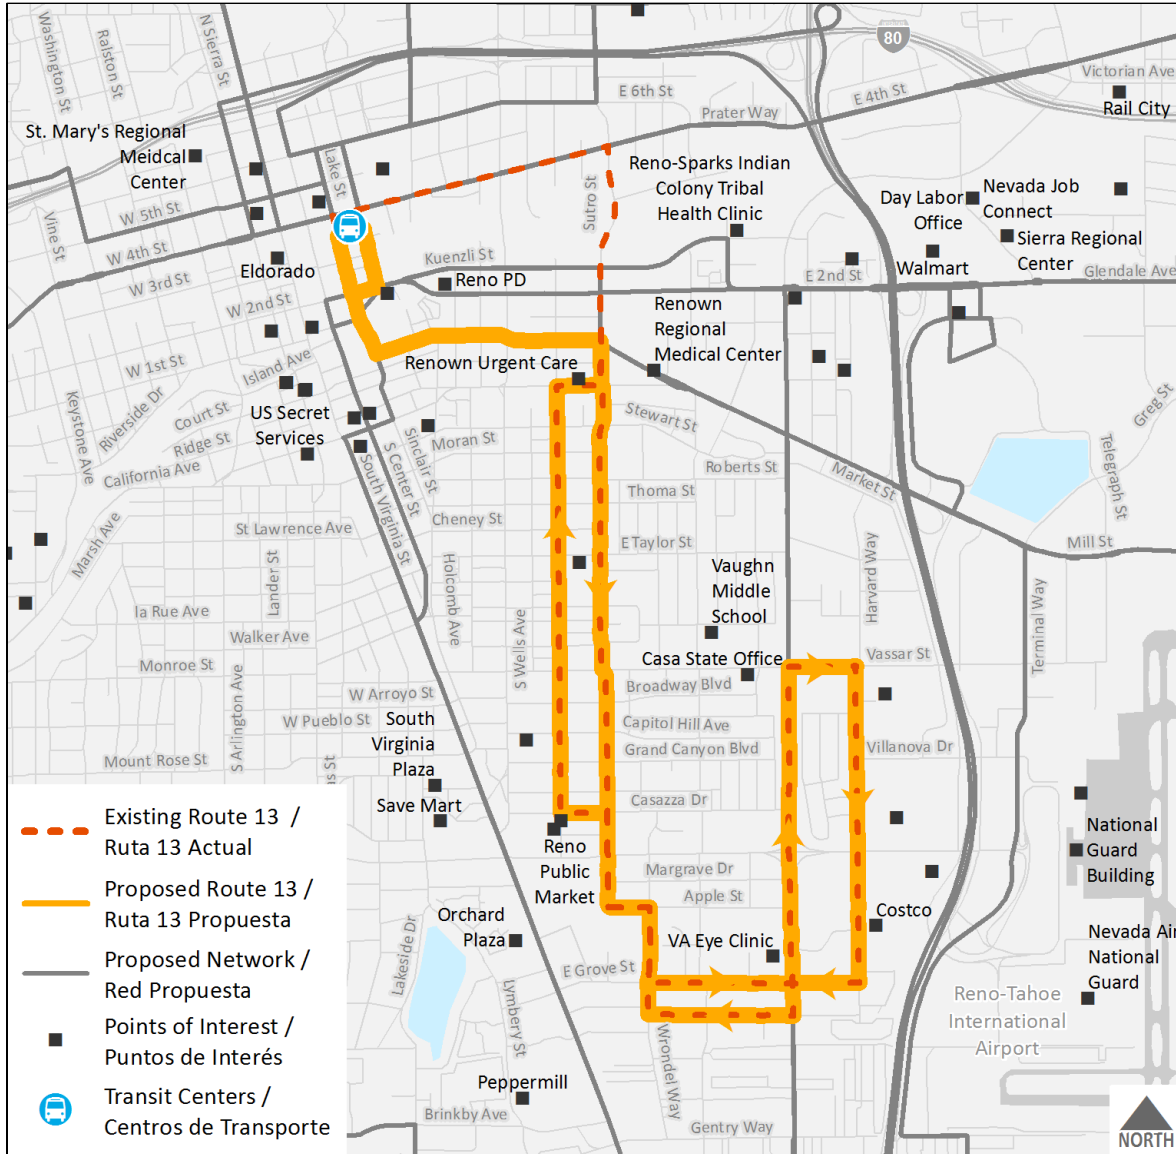 Washington St
Ralston St
N Sierra St
80
Victorian Ave
E 6th St
E 4th St
Rail City
Prater Way
St. Mary's Regional
Meidcal
Center
Lake St
Reno-Sparks Indian
Colony Tribal
Health Clinic
Sutro St
Day Labor
Office
Nevada Job
Connect
Vine St
W 5th St
W 4th St
Sierra Regional
Center
Kuenzli St
Eldorado
Reno PD
Walmart
E 2nd St
Glendale Ave
W 3rd St
W 2nd St
Renown
Regional
Medical Center
W 1st St
Island Ave
Renown Urgent Care
Keystone Ave
Riverside Dr
Court St
Ridge St
California Ave
US Secret
Services
Sinclair St
Moran St
S Center St
South Virginia St
Stewart St
Greg St
Telegraph St
Roberts St
Market St
Thoma St
Marsh Ave
St Lawrence Ave
Cheney St
E Taylor St
Mill St
Harvard Way
Lander St
Holcomb Ave
Vaughn
Middle
School
la Rue Ave
S Wells Ave
Terminal Way
Walker Ave
Monroe St
Casa State Office
Vassar St
Broadway Blvd
S Arlington Ave
W Arroyo St
W Pueblo St
South
Virginia
Plaza
Capitol Hill Ave
Grand Canyon Blvd
Villanova Dr
Mount Rose St
us St
Save Mart
Casazza Dr
Existing Route 13 /
Ruta 13 Actual
Proposed Route 13 /
Ruta 13 Propuesta
Proposed Network /
Red Propuesta
Points of Interest /
Puntos de Interés
Transit Centers /
Centros de Transporte
Reno
Public
Market
National
Guard
Building
Margrave Dr
Apple St
Costco
Orchard
Plaza
VA Eye Clinic
Nevada Air
National
Guard
Lakeside Dr
E Grove St
Lymbery St
Reno-Tahoe
International
Airport
Wrondel Way
Peppermill
Brinkby Ave
Gentry Way
NORTH